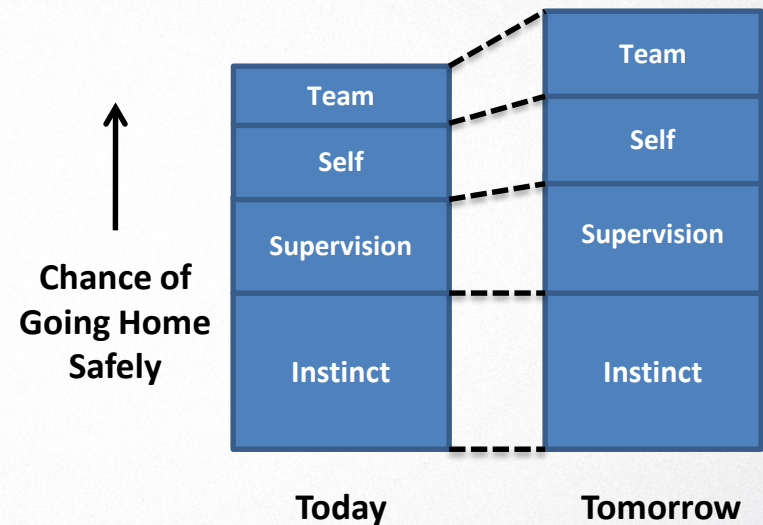 Team
Self
Supervision
Instinct
Team
Self
Supervision
Instinct
Chance of
Going Home
Safely
Today
Tomorrow